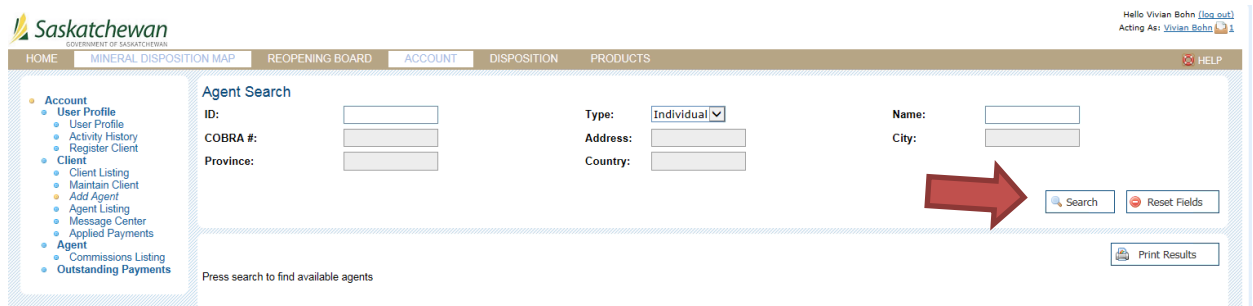 Saskatchewan
GOVERNMENT OF SASKATCHEWAN
Hello Vivian Bohn (log out)
Acting As: Vivian Bohn 1
HOME MINERAL DISPOSITION MAP REOPENING BOARD ACCOUNT DISPOSITION PRODUCTS HELP
Account
User Profile
User Profile
Activity History
Register Client
Client
Client Listing
Maintain Client
Add Agent
Agent Listing
Message Center
Applied Payments
Agent
Commissions Listing
Outstanding Payments
Agent Search
ID: Type: Individual Name:
COBRA #: Address: City:
Province: Country:
Search Reset Fields
Print Results
Press search to find available agents